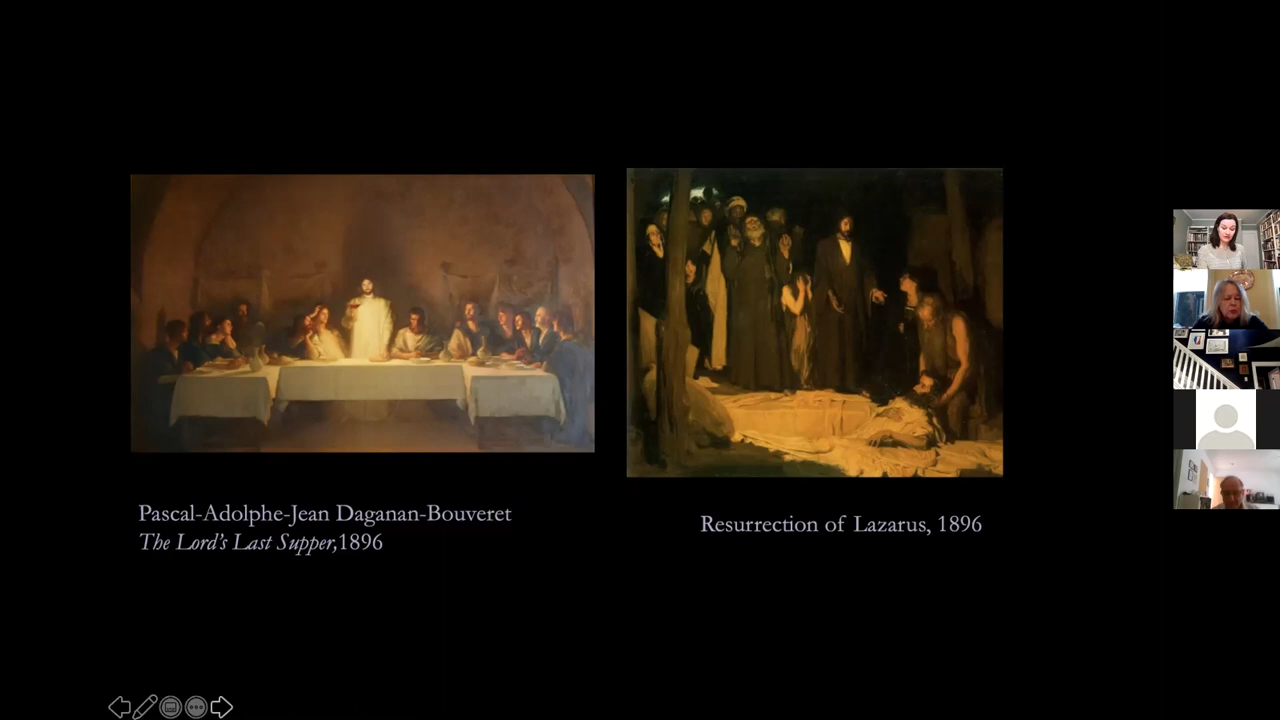 Pascal-Adolphe-Jean Daganan-Bouveret
The Lord's Last Supper,1896
Resurrection of Lazarus, 1896